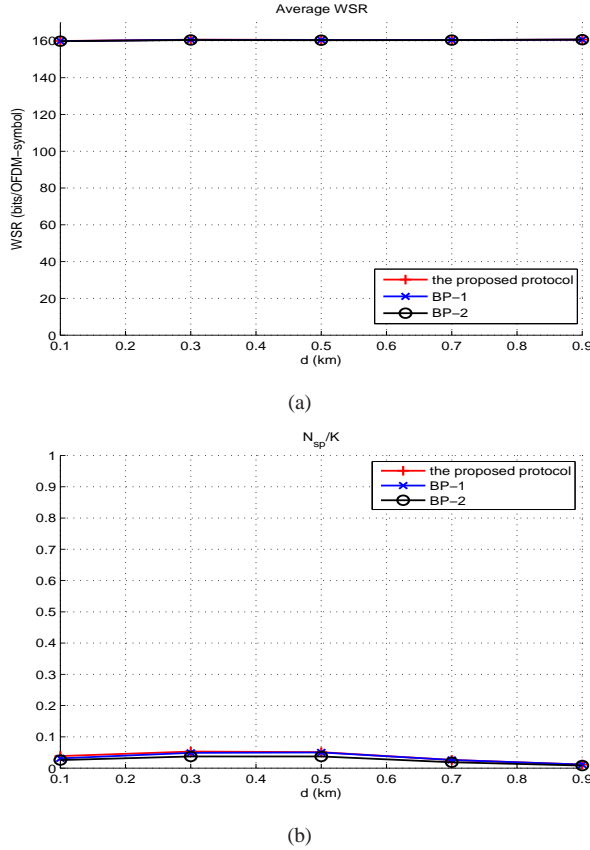 Average WSR
160
140
120
100
80
60
40
20
0
WSR (bits/OFDM−symbol)
the proposed protocol
BP−1
BP−2
0.1 0.2 0.3 0.4 0.5 0.6 0.7 0.8 0.9
d (km)
(a)
N_sp/K
1
0.9
0.8
0.7
0.6
0.5
0.4
0.3
0.2
0.1
0
the proposed protocol
BP−1
BP−2
0.1 0.2 0.3 0.4 0.5 0.6 0.7 0.8 0.9
d (km)
(b)